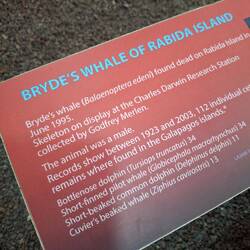 BRYDE'S WHALE OF RABIDA ISLAND
Bryde's whale (Balaenoptera edeni) found dead on Rabida Island in
June 1995.
Skeleton on display at the Charles Darwin Research Station
collected by Godfrey Merlen.
The animal was a male.
Records show between 1923 and 2003, 112 individual
remains where found in the Galapagos islands,*
Bottlenose dolphin (Tursiops truncatus) 34
Short-finned pilot whale (Globicephala macrorhynchus) 34
Short-beaked common dolphin (Delphinus delphis) 11
Cuvier's beaked whale (Ziphius cavirostris) 13